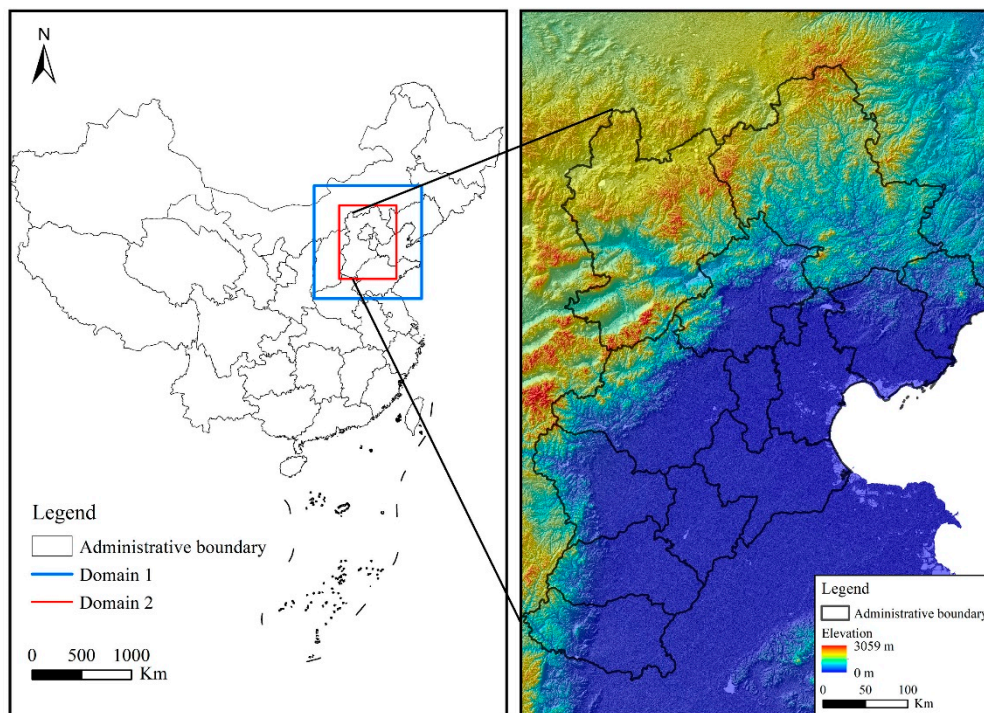 N
Legend
Administrative boundary
Domain 1
Domain 2
0 500 1000
Km
Legend
Administrative boundary
Elevation
3059 m
0 m
0 50 100
Km